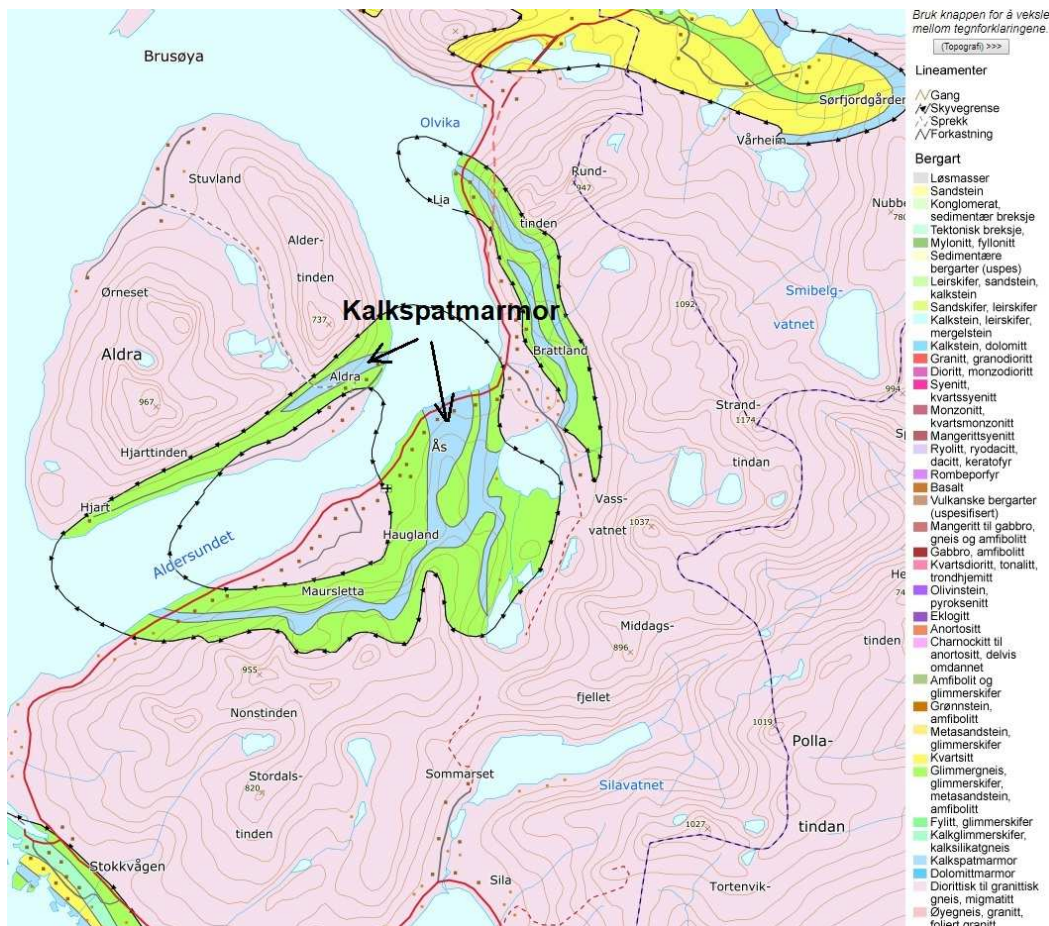 Brusøya
Olvika
Stuvland
Lia
Rund-
947
tinden
Sørfjordgården
Vårheim
Nubbe
780
Alder-
tinden
Ørneset
737
Kalkspatmarmor
Smibelg-
vatnet
1092
Aldra
Aldra
Brattland
967
Strand-
1174
tindan
994
Ås
Hjarttinden
Hjart
Vass-
vatnet
1037
Haugland
Aldersundet
Maursletta
Middags-
896
tinden
955
fjellet
Nonstinden
1019
Polla-
Stordals-
820
Sommarset
Silavatnet
tinden
1027
tindan
Stokkvågen
Sila
Tortenvik-
Bruk knappen for å veksle
mellom tegnforklaringene.
(Topografi) >>>
Lineamenter
Gang
Skyvegrense
Sprekk
Forkastning
Bergart
Løsmasser
Sandstein
Konglomerat,
sedimentær breksje
Tektonisk breksje,
Mylonitt, fyllonitt
Sedimentære
bergarter (uspes)
Leirskifer, sandstein,
kalkstein
Sandskifer, leirskifer
Kalkstein, leirskifer,
mergelstein
Kalkstein, dolomitt
Granitt, granodioritt
Dioritt, monzodioritt
Syenitt,
kvartssyenitt
Monzonitt,
kvartsmonzonitt
Mangerittsyenitt
Ryolitt, ryodacitt,
dacitt, keratofyr
Rombeporfyr
Basalt
Vulkanske bergarter
(uspesifisert)
Mangeritt til gabbro,
gneis og amfibolitt
Gabbro, amfibolitt
Kvartsdioritt, tonalitt,
trondhjemitt
Olivinstein,
pyroksenitt
Eklogitt
Anortositt
Charnockitt til
anortositt, delvis
omdannet
Amfibolit og
glimmerskifer
Grønnstein,
amfibolitt
Metasandstein,
glimmerskifer
Kvartsitt
Glimmergneis,
glimmerskifer,
metasandstein,
amfibolitt
Fylitt, glimmerskifer
Kalkglimmerskifer,
kalksilikatgneis
Kalkspatmarmor
Dolomittmarmor
Diorittisk til granittisk
gneis, migmatitt
Øyegneis, granitt,
foliert granitt